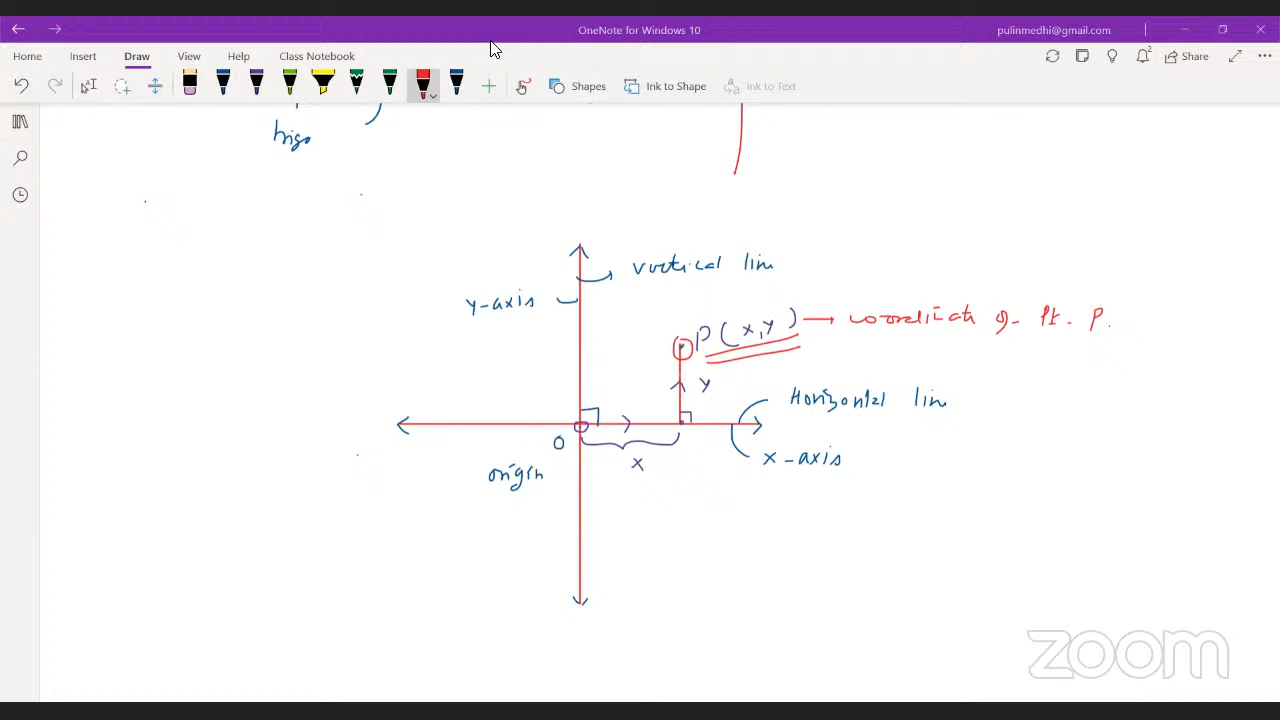 OneNote for Windows 10
pulinmedhi@gmail.com
Home Insert Draw View Help Class Notebook
Share
Shapes Ink to Shape Ink to Text
vertical line
y-axis
P(x,y) → coordinate of Pt. P.
y
Horizontal line
O
x
x-axis
origin
zoom